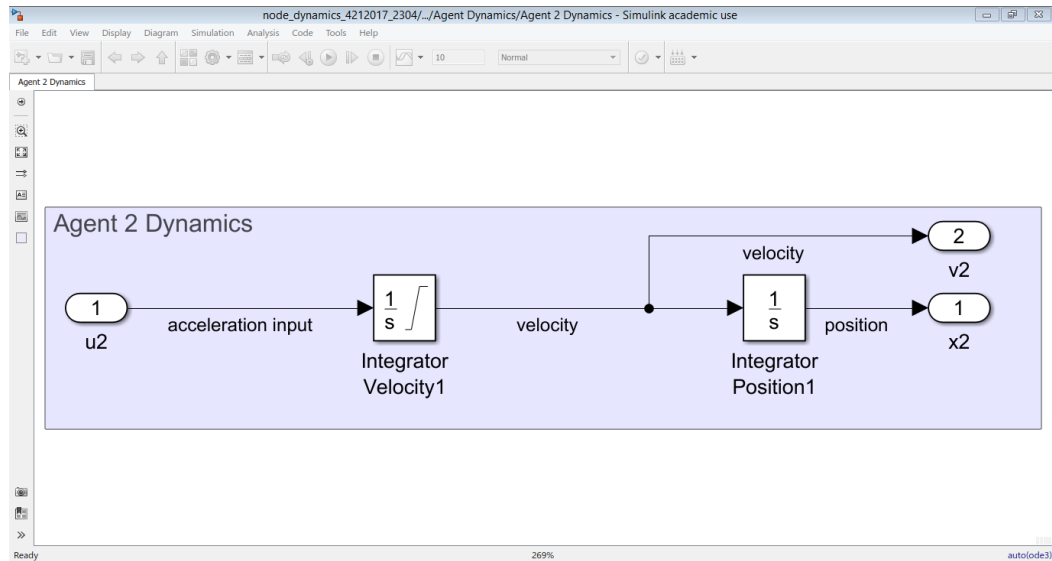 node_dynamics_4212017_2304/.../Agent Dynamics/Agent 2 Dynamics - Simulink academic use
File Edit View Display Diagram Simulation Analysis Code Tools Help
10 Normal
Agent 2 Dynamics
Agent 2 Dynamics
2
velocity
v2
1
acceleration input
u2
1
s
Integrator
Velocity1
velocity
1
s
Integrator
Position1
position
1
x2
Ready 269% auto(ode3)